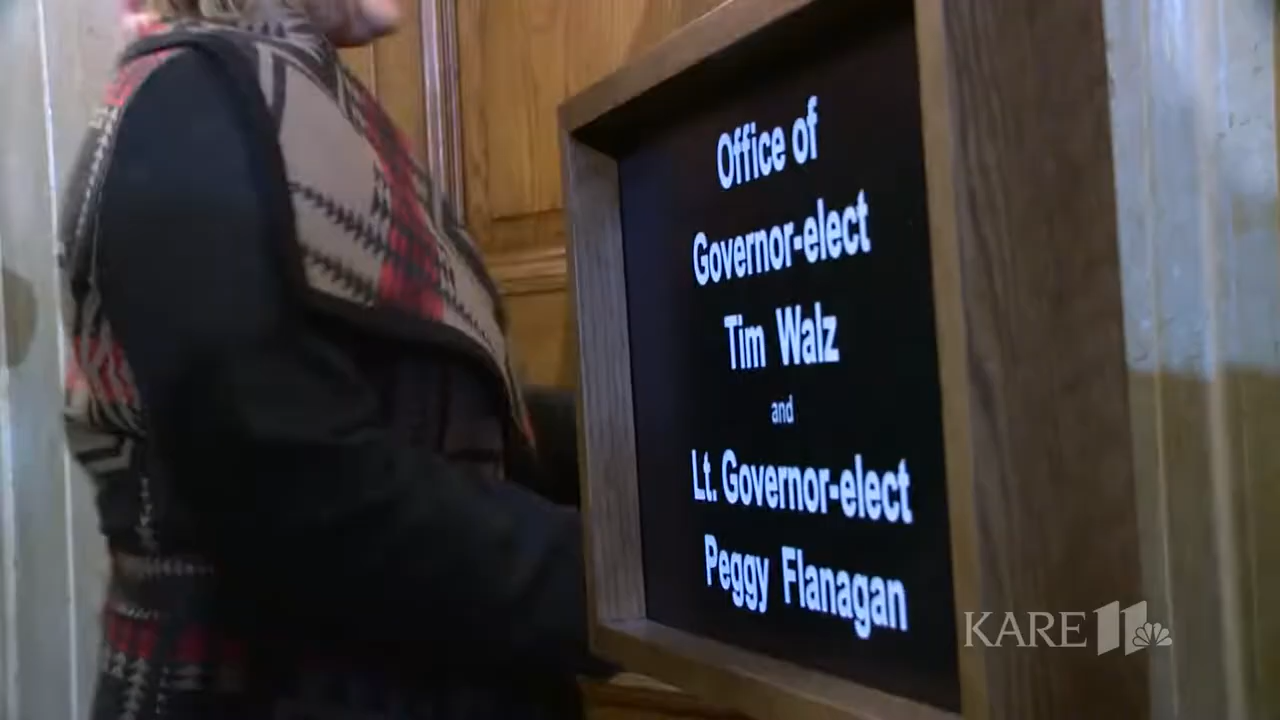 Office of
Governor-elect
Tim Walz
and
Lt. Governor-elect
Peggy Flanagan
KARE 11